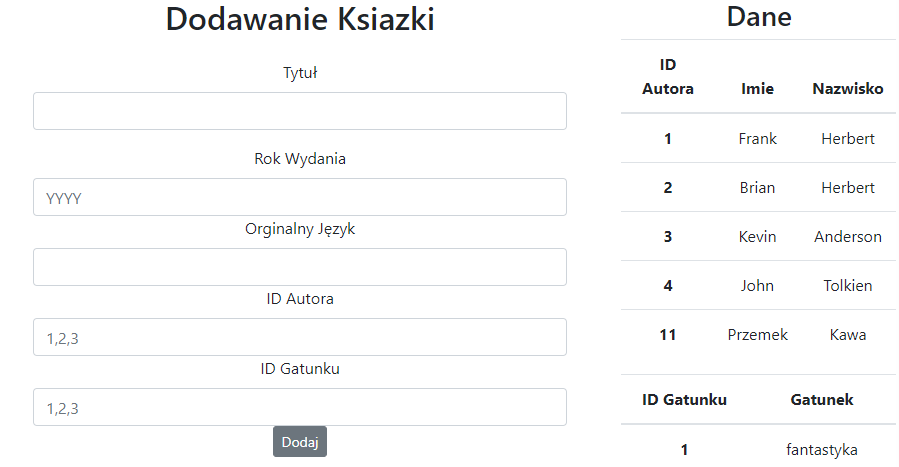 Dodawanie Ksiazki
Tytuł
Rok Wydania
YYYY
Orginalny Język
ID Autora
1,2,3
ID Gatunku
1,2,3
Dodaj
Dane
ID
Autora Imie Nazwisko
1 Frank Herbert
2 Brian Herbert
3 Kevin Anderson
4 John Tolkien
11 Przemek Kawa
ID Gatunku Gatunek
1 fantastyka